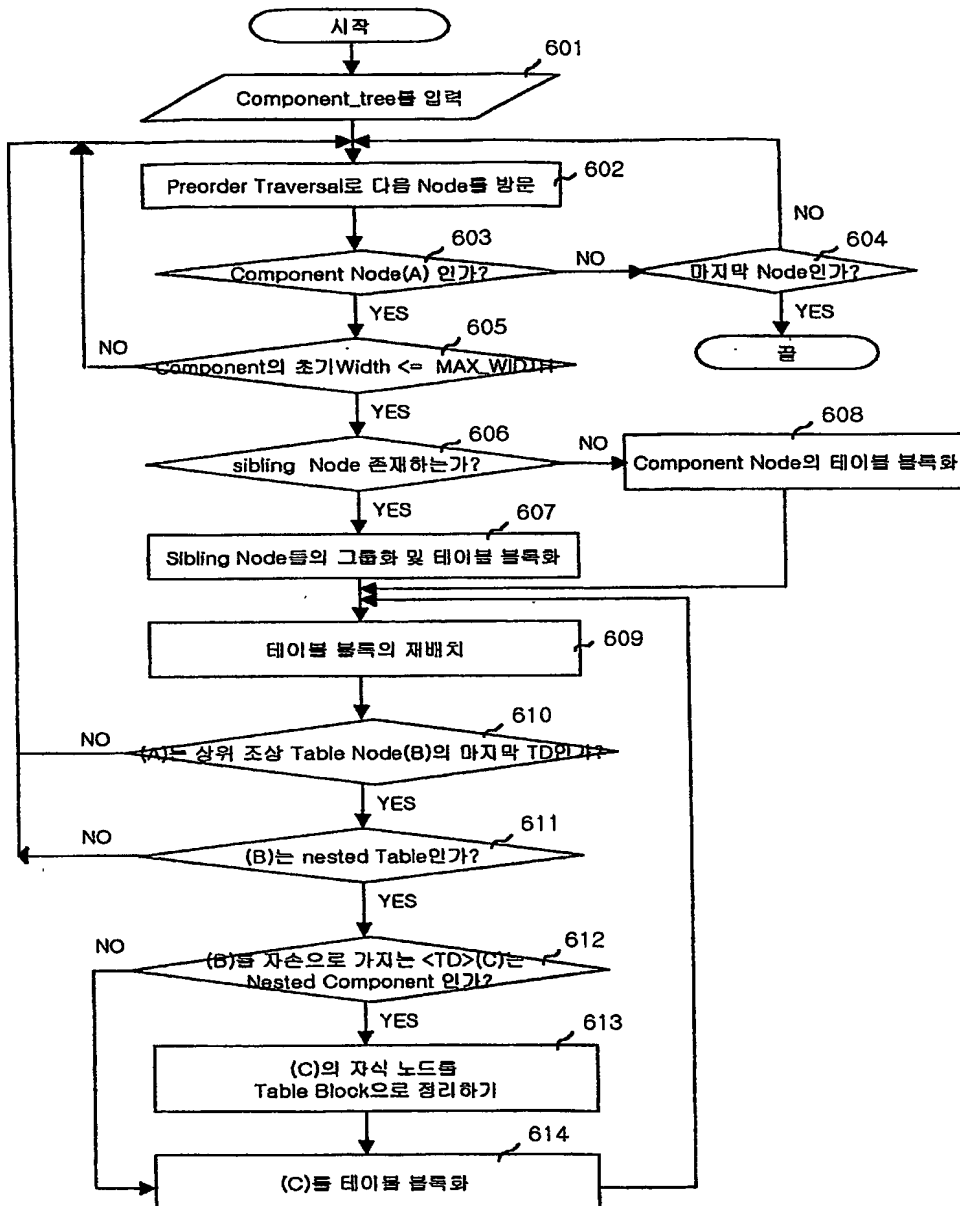 시작
601
Component_tree를 입력
Preorder Traversal로 다음 Node를 방문
602
NO
603
Component Node(A) 인가?
NO
604
마지막 Node인가?
YES
YES
605
NO
Component의 초기Width <= MAX_WIDTH
끝
YES
606
608
sibling Node 존재하는가?
NO
Component Node의 테이블 블록화
YES
607
Sibling Node들의 그룹화 및 테이블 블록화
테이블 블록의 재배치
609
610
NO
(A)는 상위 조상 Table Node(B)의 마지막 TD인가?
YES
611
NO
(B)는 nested Table인가?
YES
612
NO
(B)를 자손으로 가지는 <TD>(C)는
Nested Component 인가?
YES
613
(C)의 자식 노드를
Table Block으로 정리하기
614
(C)를 테이블 블록화